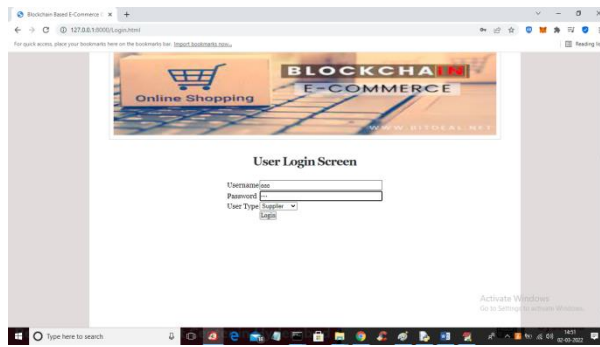 Blockchain Based E-Commerce
127.0.0.1:8000/Login.html
For quick access, place your bookmarks here on the bookmarks bar. Import bookmarks now...
Reading
BLOCKCHAIN
E-COMMERCE
Online Shopping
WWW.BITDEAL.NET
User Login Screen
Username aaa
Password ...
User Type Supplier
Login
Activate Windows
Go to Settings to activate Windows.
Type here to search
14:51
02-03-2022